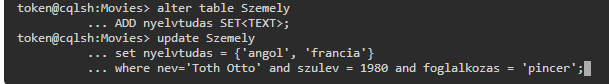 token@cqlsh:Movies> alter table Szemely
... ADD nyelvtudas SET<TEXT>;
token@cqlsh:Movies> update Szemely
... set nyelvtudas = {'angol', 'francia'}
... where nev='Toth Otto' and szulev = 1980 and foglalkozas = 'pincer';